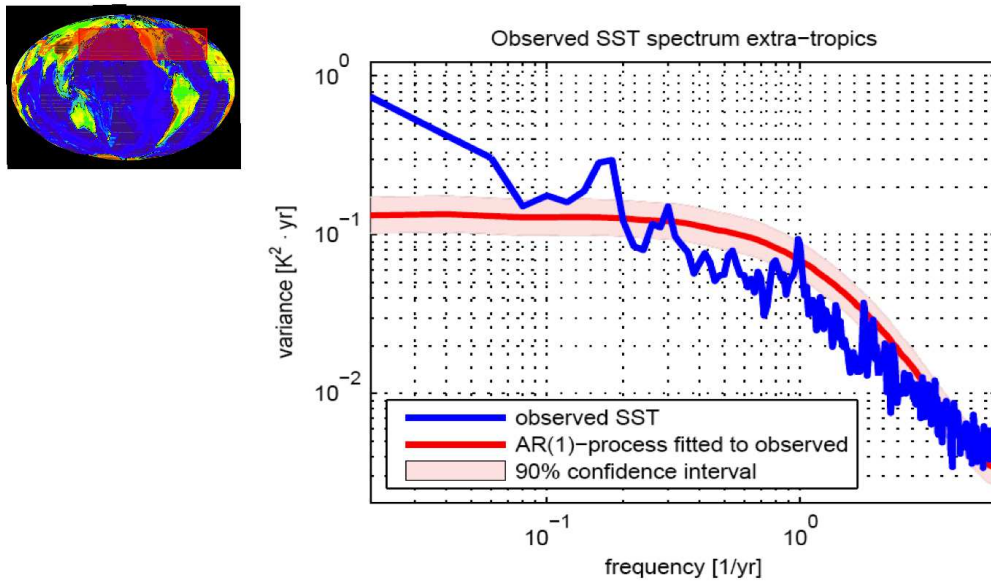 Observed SST spectrum extra-tropics
10^0
10^-1
10^-2
variance [K^2 · yr]
observed SST
AR(1)-process fitted to observed
90% confidence interval
10^-1
10^0
frequency [1/yr]